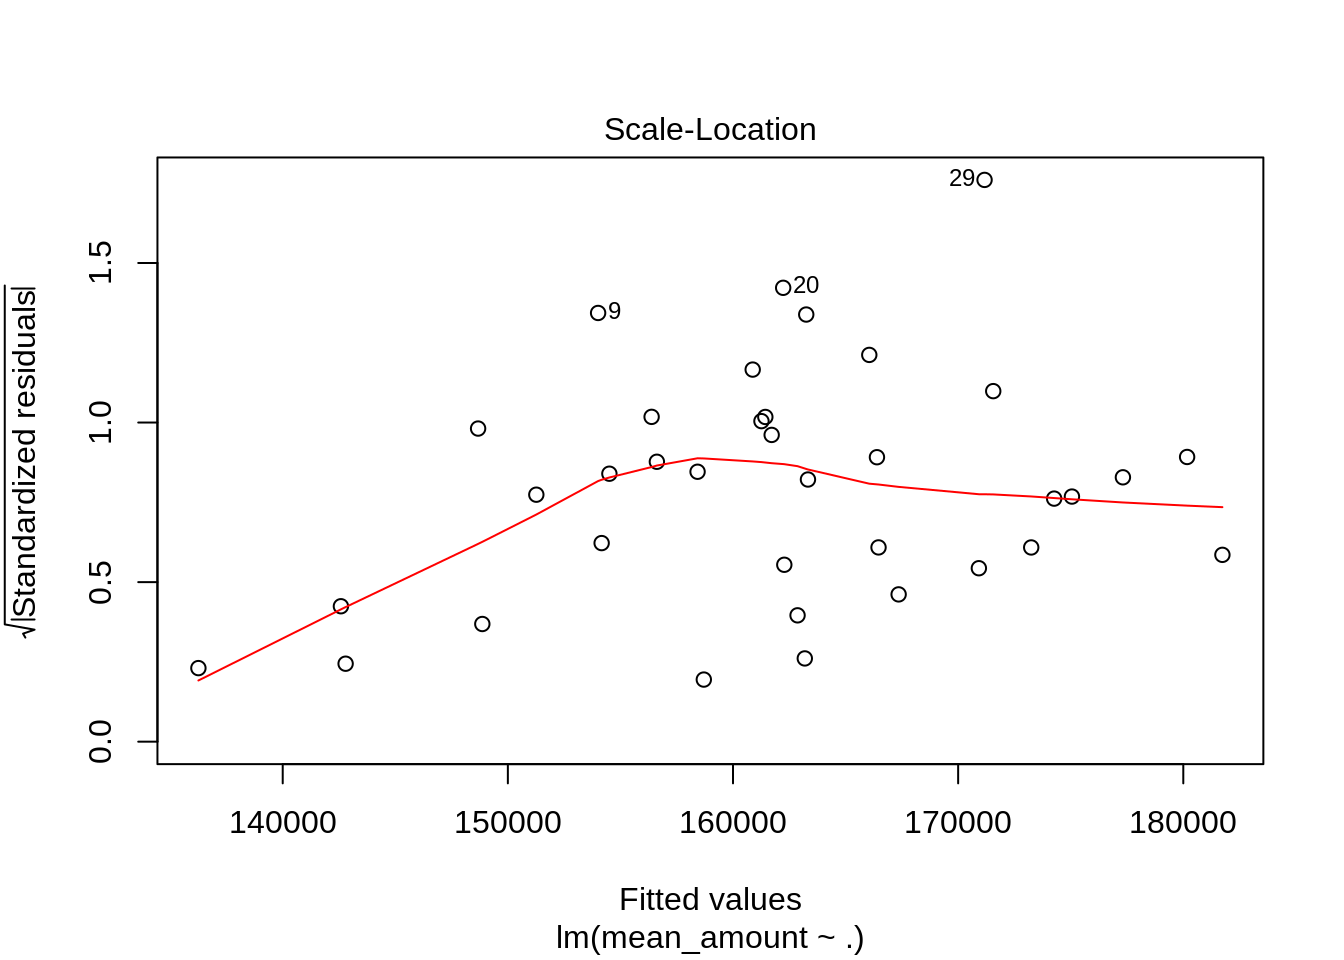 Scale-Location
√|Standardized residuals|
1.5
1.0
0.5
0.0
29
20
9
140000 150000 160000 170000 180000
Fitted values
lm(mean_amount ~ .)